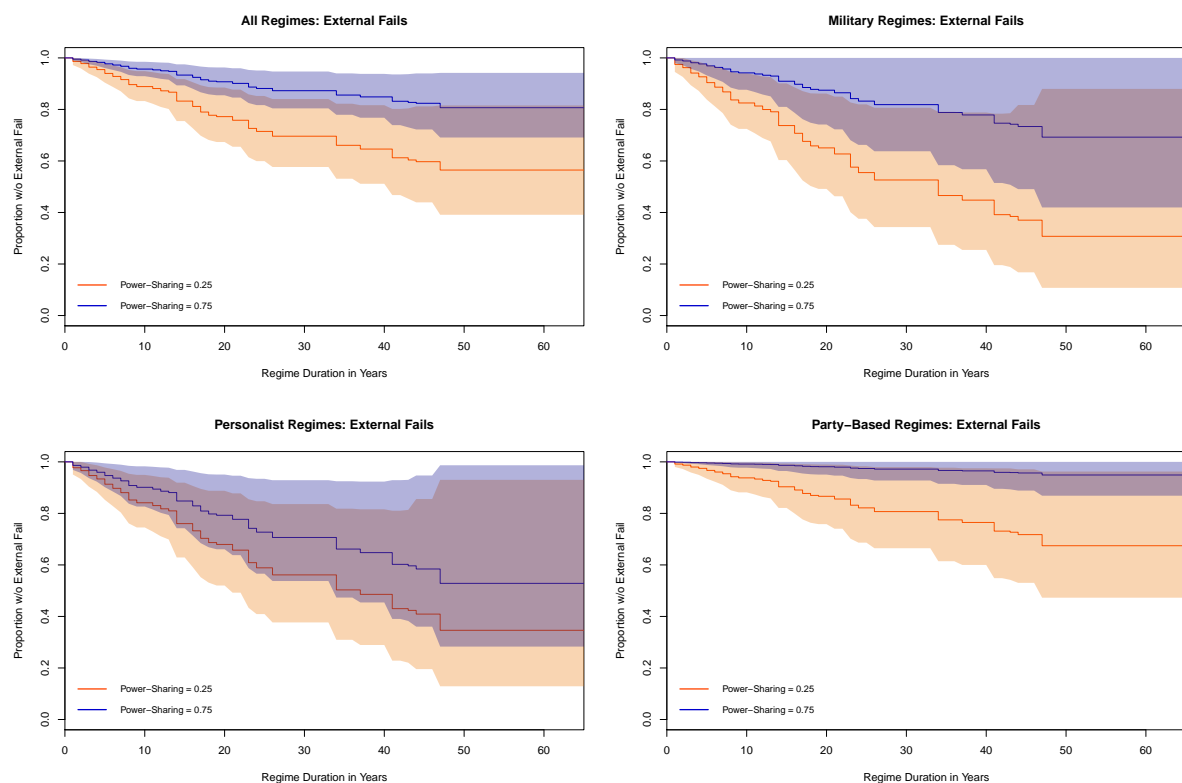 All Regimes: External Fails
Proportion w/o External Fail
1.0
0.8
0.6
0.4
0.2
0.0
Power−Sharing = 0.25
Power−Sharing = 0.75
0 10 20 30 40 50 60
Regime Duration in Years
Military Regimes: External Fails
Proportion w/o External Fail
1.0
0.8
0.6
0.4
0.2
0.0
Power−Sharing = 0.25
Power−Sharing = 0.75
0 10 20 30 40 50 60
Regime Duration in Years
Personalist Regimes: External Fails
Proportion w/o External Fail
1.0
0.8
0.6
0.4
0.2
0.0
Power−Sharing = 0.25
Power−Sharing = 0.75
0 10 20 30 40 50 60
Regime Duration in Years
Party−Based Regimes: External Fails
Proportion w/o External Fail
1.0
0.8
0.6
0.4
0.2
0.0
Power−Sharing = 0.25
Power−Sharing = 0.75
0 10 20 30 40 50 60
Regime Duration in Years